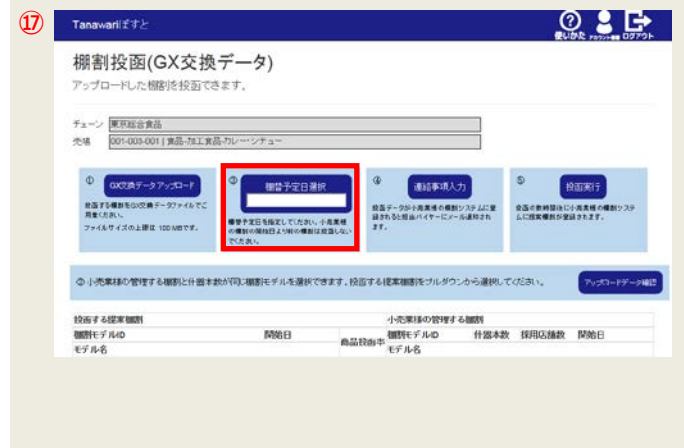 ⑰
Tanawariぽすと
使いかた アカウント情報 ログアウト
棚割投函(GX交換データ)
アップロードした棚割を投函できます。
チェーン 東京総合食品
売場 001-003-001 | 食品-加工食品-カレー・シチュー
① GX交換データアップロード
投函する棚割をGX交換データファイルでご
用意ください。
ファイルサイズの上限は 100MBです。
③ 棚替予定日選択
棚替予定日を指定してください。小売業様
の棚割の開始日より前の棚割は投函しない
でください。
④ 連絡事項入力
投函データが小売業様の棚割システムに登
録されると担当バイヤーにメール通知され
ます。
⑤ 投函実行
投函の数時間後に小売業様の棚割システ
ムに提案棚割が登録されます。
② 小売業様の管理する棚割と什器本数が同じ棚割モデルを選択できます。投函する提案棚割をプルダウンから選択してください。
アップロードデータ確認
投函する提案棚割 小売業様の管理する棚割
棚割モデルID 開始日 商品投函率 棚割モデルID 什器本数 採用店舗数 開始日
モデル名 モデル名